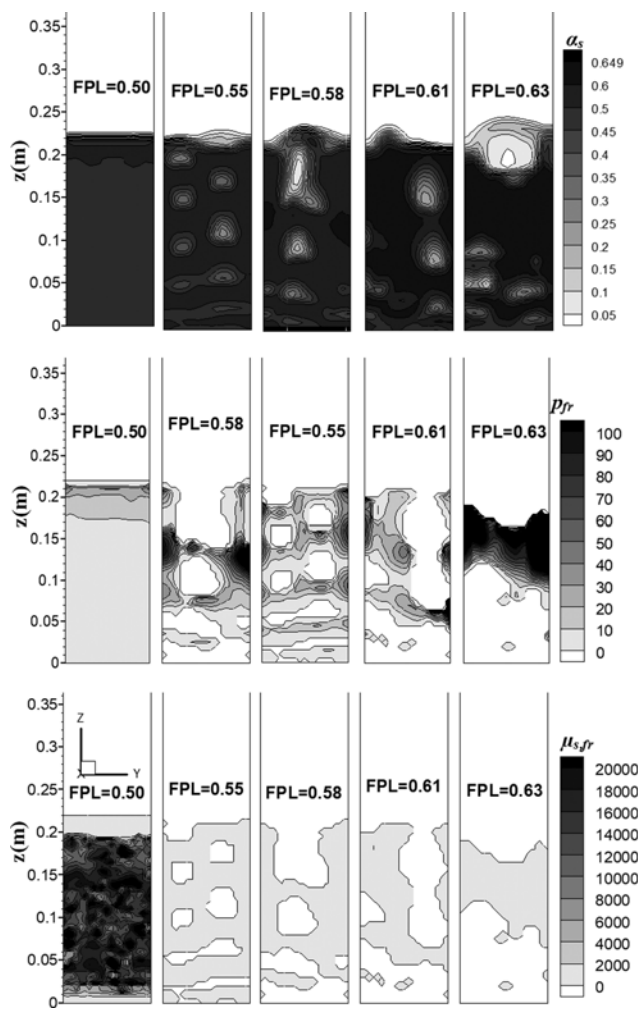 0.35
0.3
0.25
0.2
0.15
0.1
0.05
0
z(m)
FPL=0.50
FPL=0.55
FPL=0.58
FPL=0.61
FPL=0.63
αs
0.649
0.6
0.5
0.45
0.4
0.35
0.3
0.25
0.2
0.15
0.1
0.05
0.35
0.3
0.25
0.2
0.15
0.1
0.05
0
z(m)
FPL=0.50
FPL=0.58
FPL=0.55
FPL=0.61
FPL=0.63
pfr
100
90
80
70
60
50
40
30
20
10
0
0.35
0.3
0.25
0.2
0.15
0.1
0.05
0
z(m)
Z
X
Y
FPL=0.50
FPL=0.55
FPL=0.58
FPL=0.61
FPL=0.63
μs,fr
20000
18000
16000
14000
12000
10000
8000
6000
4000
2000
0